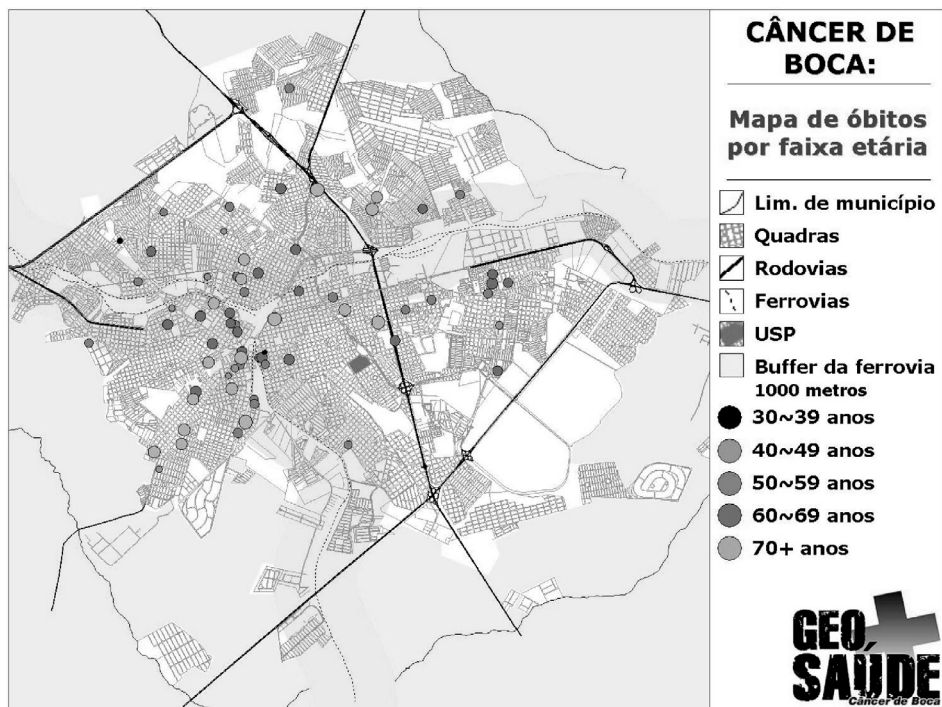 CÂNCER DE
BOCA:
Mapa de óbitos
por faixa etária
Lim. de município
Quadras
Rodovias
Ferrovias
USP
Buffer da ferrovia
1000 metros
30~39 anos
40~49 anos
50~59 anos
60~69 anos
70+ anos
GEO
SAÚDE
Câncer de Boca